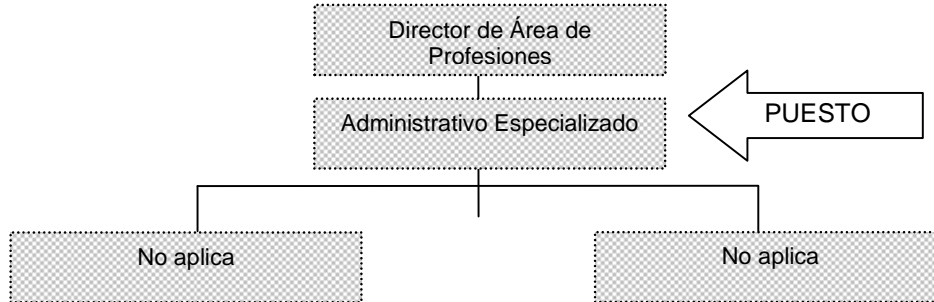 Director de Área de
Profesiones
Administrativo Especializado
PUESTO
No aplica
No aplica